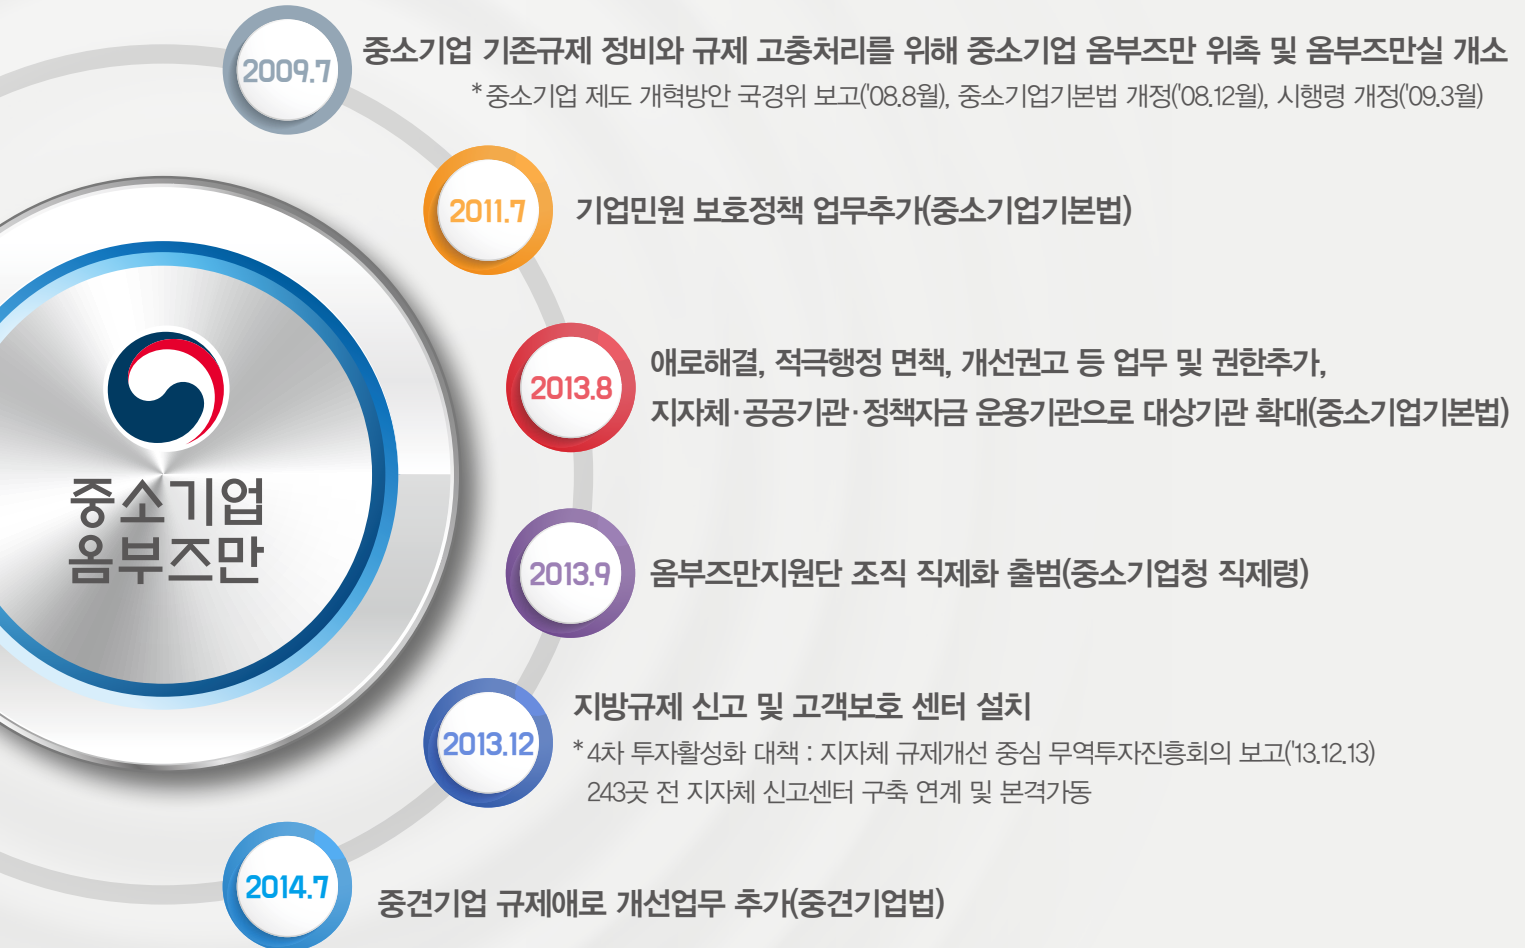 2009.7
중소기업 기존규제 정비와 규제 고충처리를 위해 중소기업 옴부즈만 위촉 및 옴부즈만실 개소
*중소기업 제도 개혁방안 국경위 보고('08.8월), 중소기업기본법 개정('08.12월), 시행령 개정('09.3월)
2011.7
기업민원 보호정책 업무추가(중소기업기본법)
2013.8
애로해결, 적극행정 면책, 개선권고 등 업무 및 권한추가,
지자체·공공기관·정책자금 운용기관으로 대상기관 확대(중소기업기본법)
중소기업
옴부즈만
2013.9
옴부즈만지원단 조직 직제화 출범(중소기업청 직제령)
2013.12
지방규제 신고 및 고객보호 센터 설치
*4차 투자활성화 대책 : 지자체 규제개선 중심 무역투자진흥회의 보고('13.12.13)
243곳 전 지자체 신고센터 구축 연계 및 본격가동
2014.7
중견기업 규제애로 개선업무 추가(중견기업법)